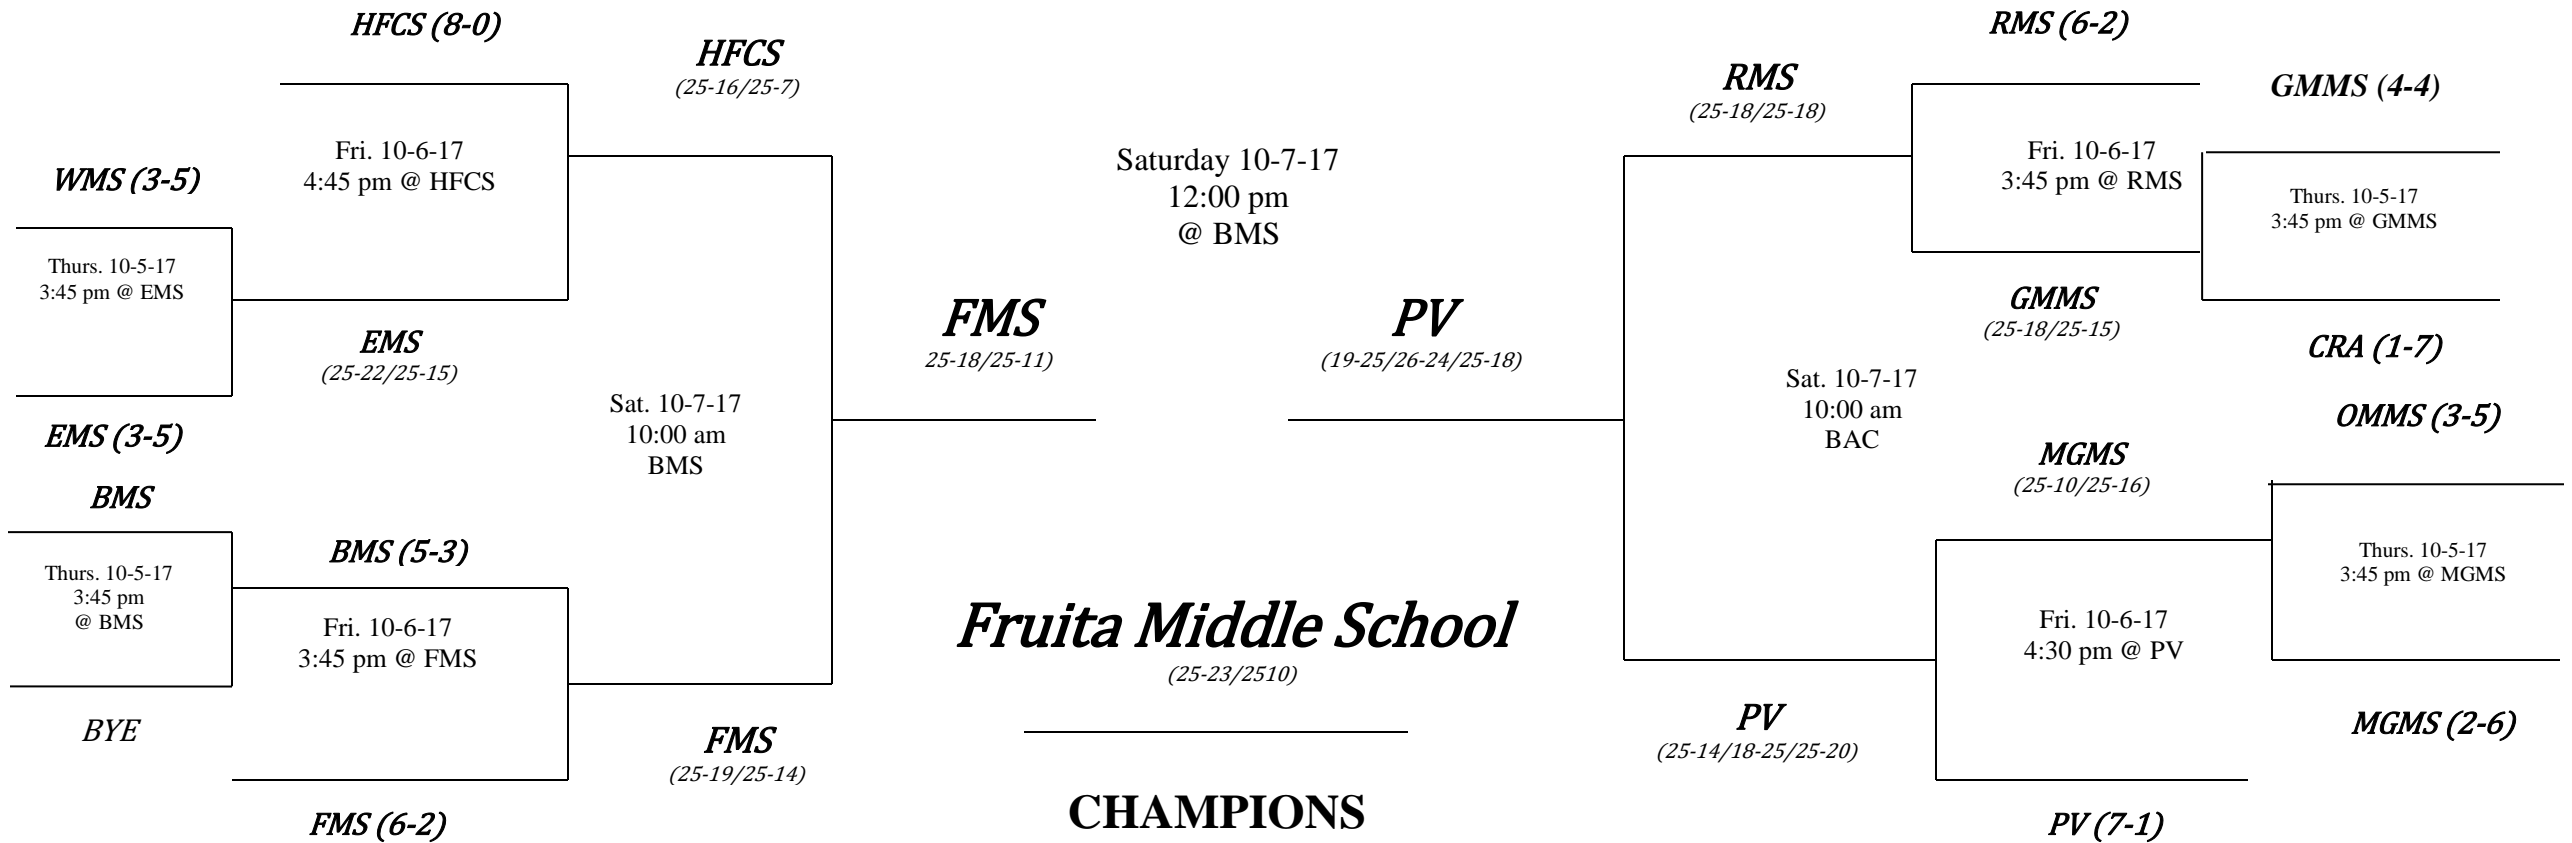 HFCS (8-0)
HFCS
(25-16/25-7)
Fri. 10-6-17
4:45 pm @ HFCS
WMS (3-5)
Thurs. 10-5-17
3:45 pm @ EMS
EMS
(25-22/25-15)
EMS (3-5)
BMS
Thurs. 10-5-17
3:45 pm
@ BMS
BYE
BMS (5-3)
Fri. 10-6-17
3:45 pm @ FMS
FMS (6-2)
Sat. 10-7-17
10:00 am
BMS
FMS
(25-19/25-14)
FMS
25-18/25-11)
Saturday 10-7-17
12:00 pm
@ BMS
PV
(19-25/26-24/25-18)
Fruita Middle School
(25-23/2510)
CHAMPIONS
RMS (6-2)
RMS
(25-18/25-18)
GMMS (4-4)
Fri. 10-6-17
3:45 pm @ RMS
Thurs. 10-5-17
3:45 pm @ GMMS
GMMS
(25-18/25-15)
CRA (1-7)
Sat. 10-7-17
10:00 am
BAC
OMMS (3-5)
MGMS
(25-10/25-16)
Thurs. 10-5-17
3:45 pm @ MGMS
Fri. 10-6-17
4:30 pm @ PV
PV
(25-14/18-25/25-20)
MGMS (2-6)
PV (7-1)